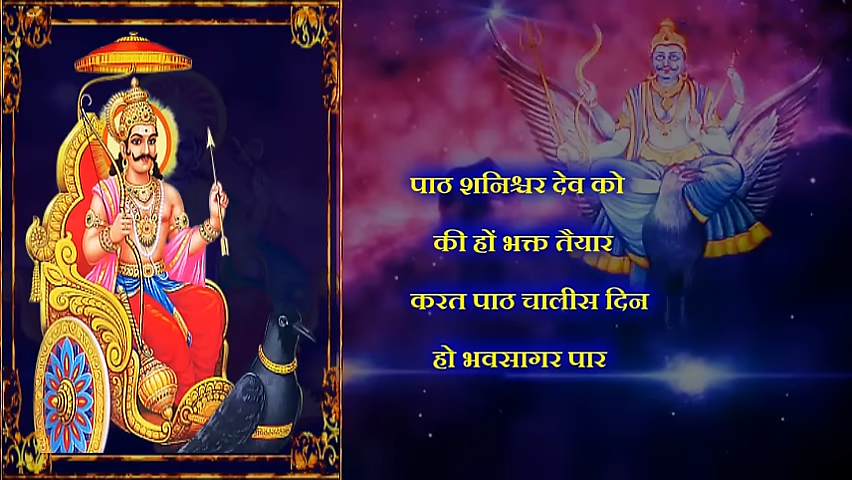 पाठ शनिश्चर देव को
की हों भक्त तैयार
करत पाठ चालीस दिन
हो भवसागर पार